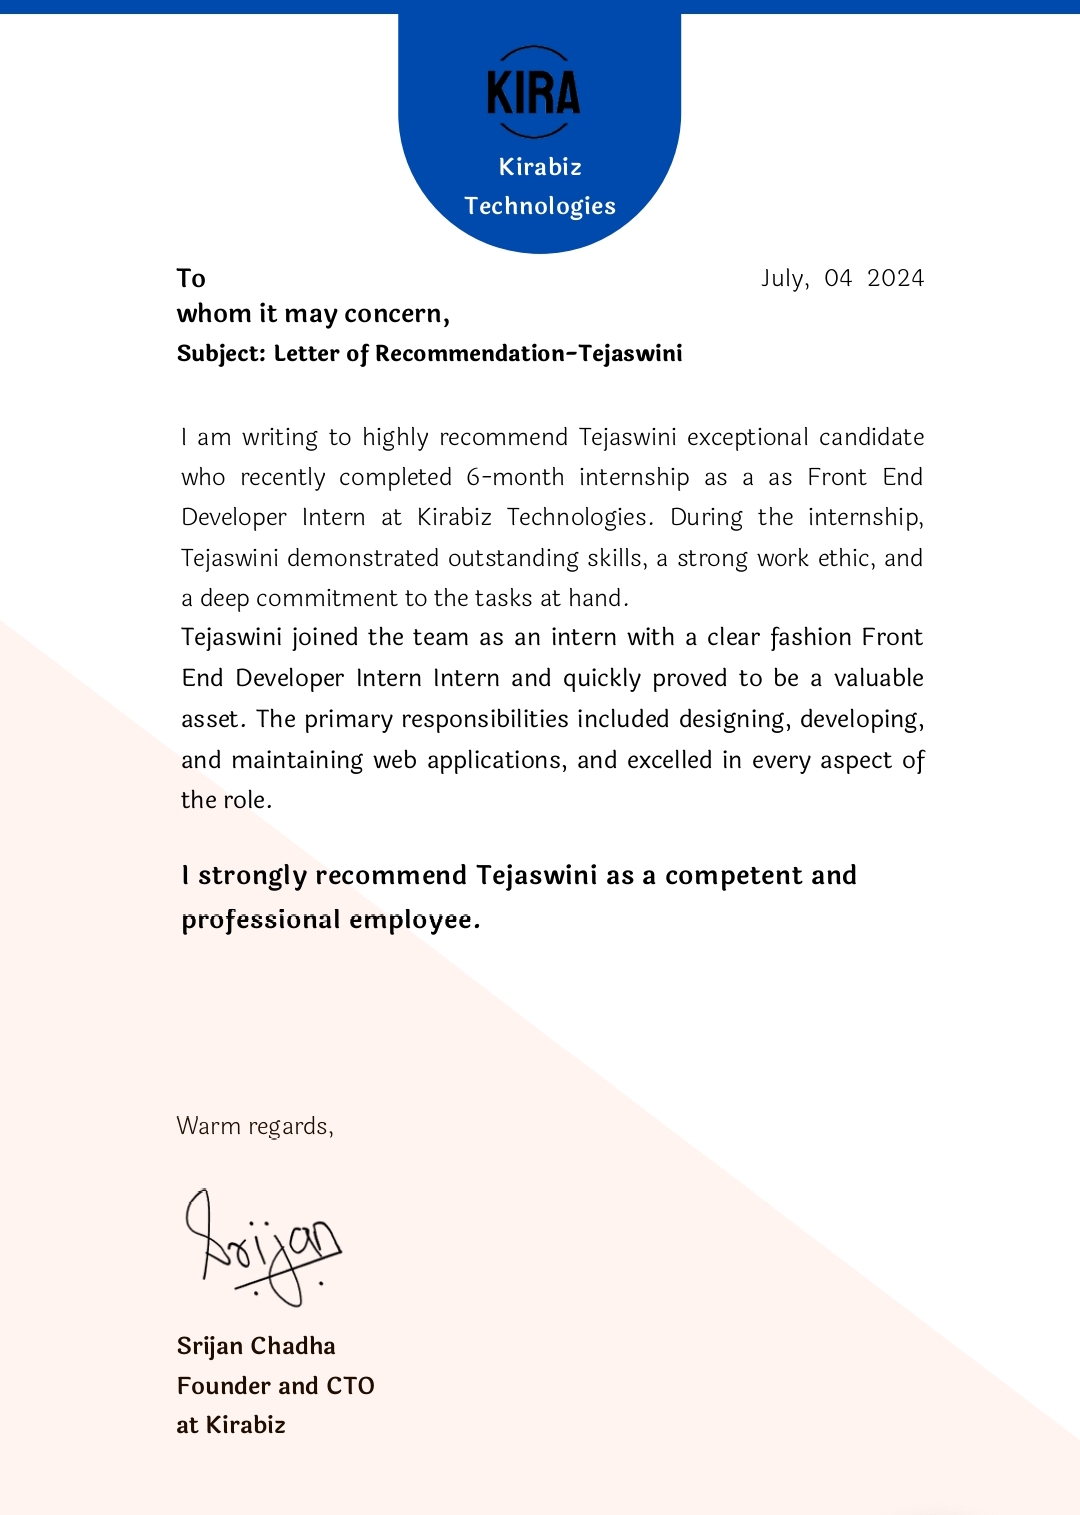 KIRA
Kirabiz
Technologies
To
July, 04 2024
whom it may concern,
Subject: Letter of Recommendation-Tejaswini
I am writing to highly recommend Tejaswini exceptional candidate
who recently completed 6-month internship as a as Front End
Developer Intern at Kirabiz Technologies. During the internship,
Tejaswini demonstrated outstanding skills, a strong work ethic, and
a deep commitment to the tasks at hand.
Tejaswini joined the team as an intern with a clear fashion Front
End Developer Intern Intern and quickly proved to be a valuable
asset. The primary responsibilities included designing, developing,
and maintaining web applications, and excelled in every aspect of
the role.
I strongly recommend Tejaswini as a competent and
professional employee.
Warm regards,
Srijan
Srijan Chadha
Founder and CTO
at Kirabiz